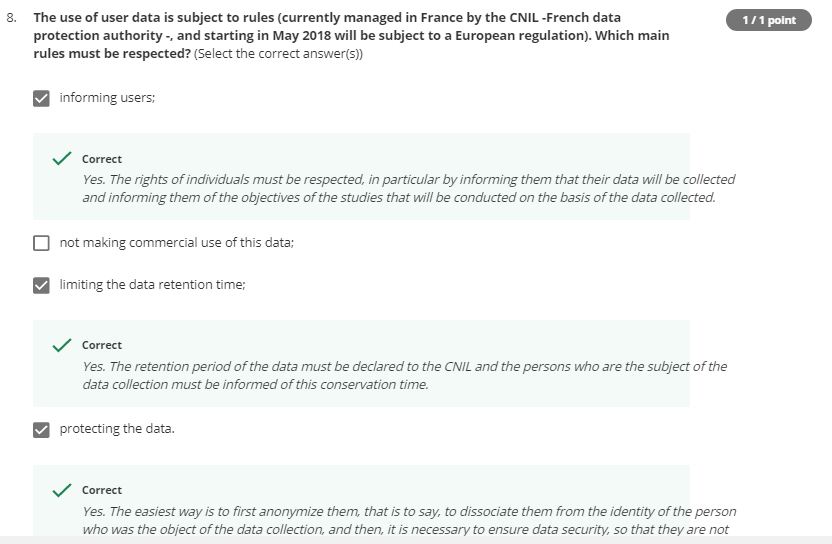 8. The use of user data is subject to rules (currently managed in France by the CNIL -French data
1 / 1 point
protection authority -, and starting in May 2018 will be subject to a European regulation). Which main
rules must be respected? (Select the correct answer(s))
informing users;
Correct
Yes. The rights of individuals must be respected, in particular by informing them that their data will be collected
and informing them of the objectives of the studies that will be conducted on the basis of the data collected.
not making commercial use of this data;
limiting the data retention time;
Correct
Yes. The retention period of the data must be declared to the CNIL and the persons who are the subject of the
data collection must be informed of this conservation time.
protecting the data.
Correct
Yes. The easiest way is to first anonymize them, that is to say, to dissociate them from the identity of the person
who was the object of the data collection, and then, it is necessary to ensure data security, so that they are not